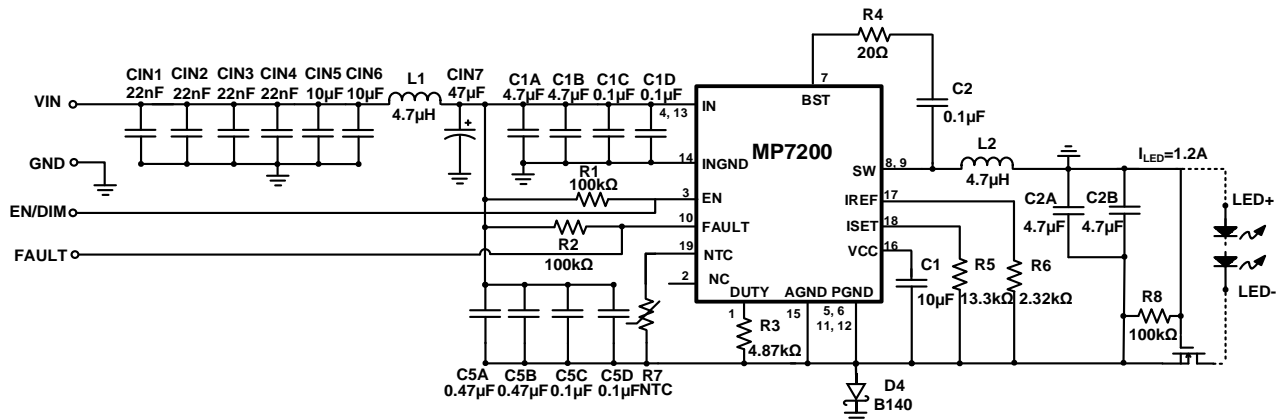 R4
20Ω
CIN1 CIN2 CIN3 CIN4 CIN5 CIN6 L1 CIN7 C1A C1B C1C C1D
22nF 22nF 22nF 22nF 10µF 10µF 4.7µH 47µF 4.7µF 4.7µF 0.1µF 0.1µF
7
BST
C2
0.1µF
VIN
+
4, 13
IN
MP7200
GND
14
INGND
SW
8, 9
L2
4.7µH
ILED=1.2A
R1
100kΩ
3
EN
IREF
17
C2A
4.7µF
C2B
4.7µF
LED+
EN/DIM
10
FAULT
ISET
18
R2
100kΩ
FAULT
19
NTC
VCC
16
C1
10µF
R5
13.3kΩ
R6
2.32kΩ
2
NC
LED-
DUTY
AGND
PGND
1
15
5, 6
11, 12
R3
4.87kΩ
R8
100kΩ
C5A C5B C5C C5D R7
0.47µF 0.47µF 0.1µF 0.1µF NTC
D4
B140